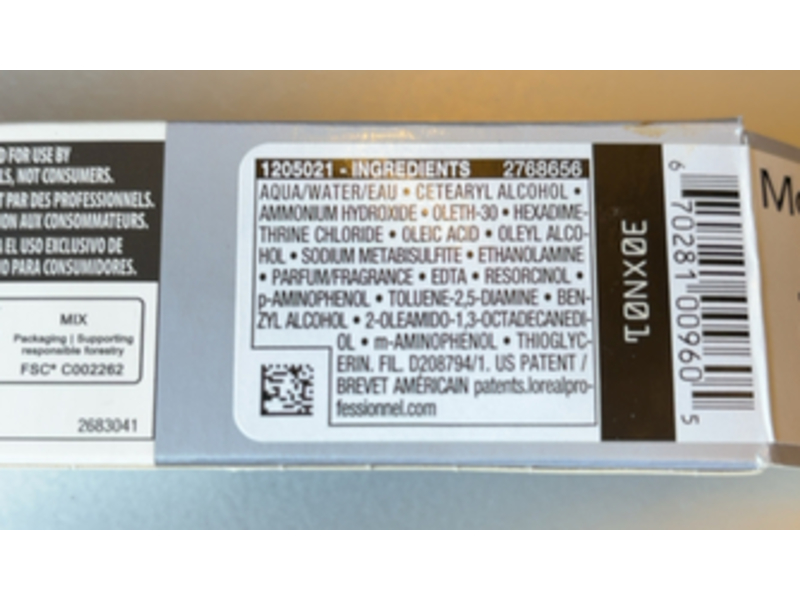 D FOR USE BY
LS, NOT CONSUMERS.
T PAR DES PROFESSIONNELS.
ION AUX CONSOMMATEURS.
A EL USO EXCLUSIVO DE
O PARA CONSUMIDORES.
MIX
Packaging | Supporting
responsible forestry
FSC® C002262
2683041
1205021 - INGREDIENTS 2768656
AQUA/WATER/EAU • CETEARYL ALCOHOL •
AMMONIUM HYDROXIDE • OLETH-30 • HEXADIME-
THRINE CHLORIDE • OLEIC ACID • OLEYL ALCO-
HOL • SODIUM METABISULFITE • ETHANOLAMINE
• PARFUM/FRAGRANCE • EDTA • RESORCINOL •
p-AMINOPHENOL • TOLUENE-2,5-DIAMINE • BEN-
ZYL ALCOHOL • 2-OLEAMIDO-1,3-OCTADECANEDI-
OL • m-AMINOPHENOL • THIOGLYC-
ERIN. FIL. D208794/1. US PATENT /
BREVET AMÉRICAIN patents.lorealpro-
fessionnel.com
10NX0E
6 70281 00960 5
Mo